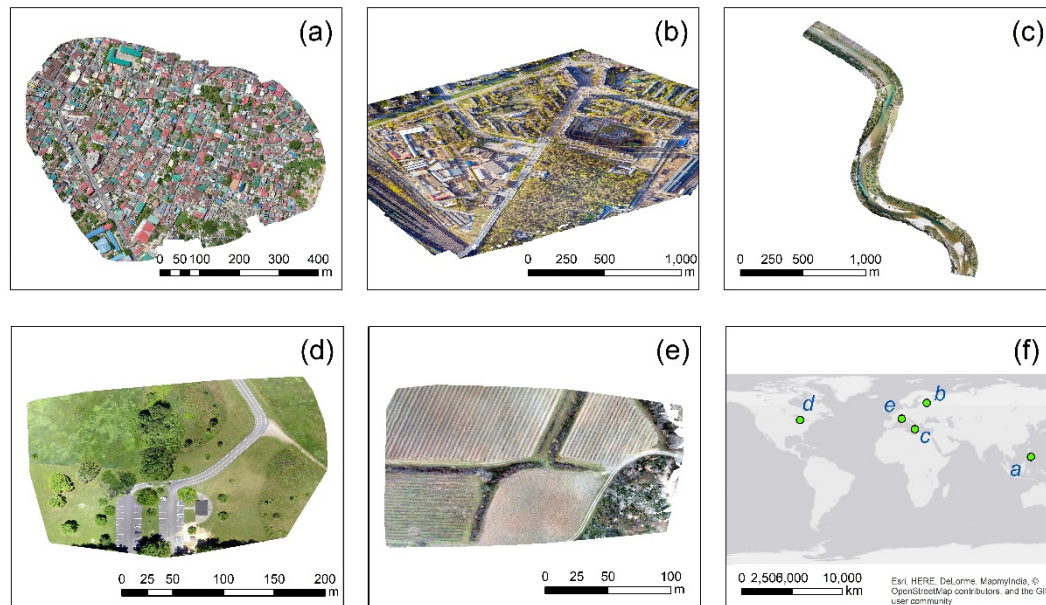 (a)
0 50 100 200 300 400
m
(b)
0 500 1,000
m
(c)
0 250 500 1,000
m
(d)
0 25 50 100 150 200
m
(e)
0 25 50 100
m
(f)
d
b
e
c
a
0 2,500 5,000 10,000
km
Esri, HERE, DeLorme, MapmyIndia, ©
OpenStreetMap contributors, and the GIS
user community